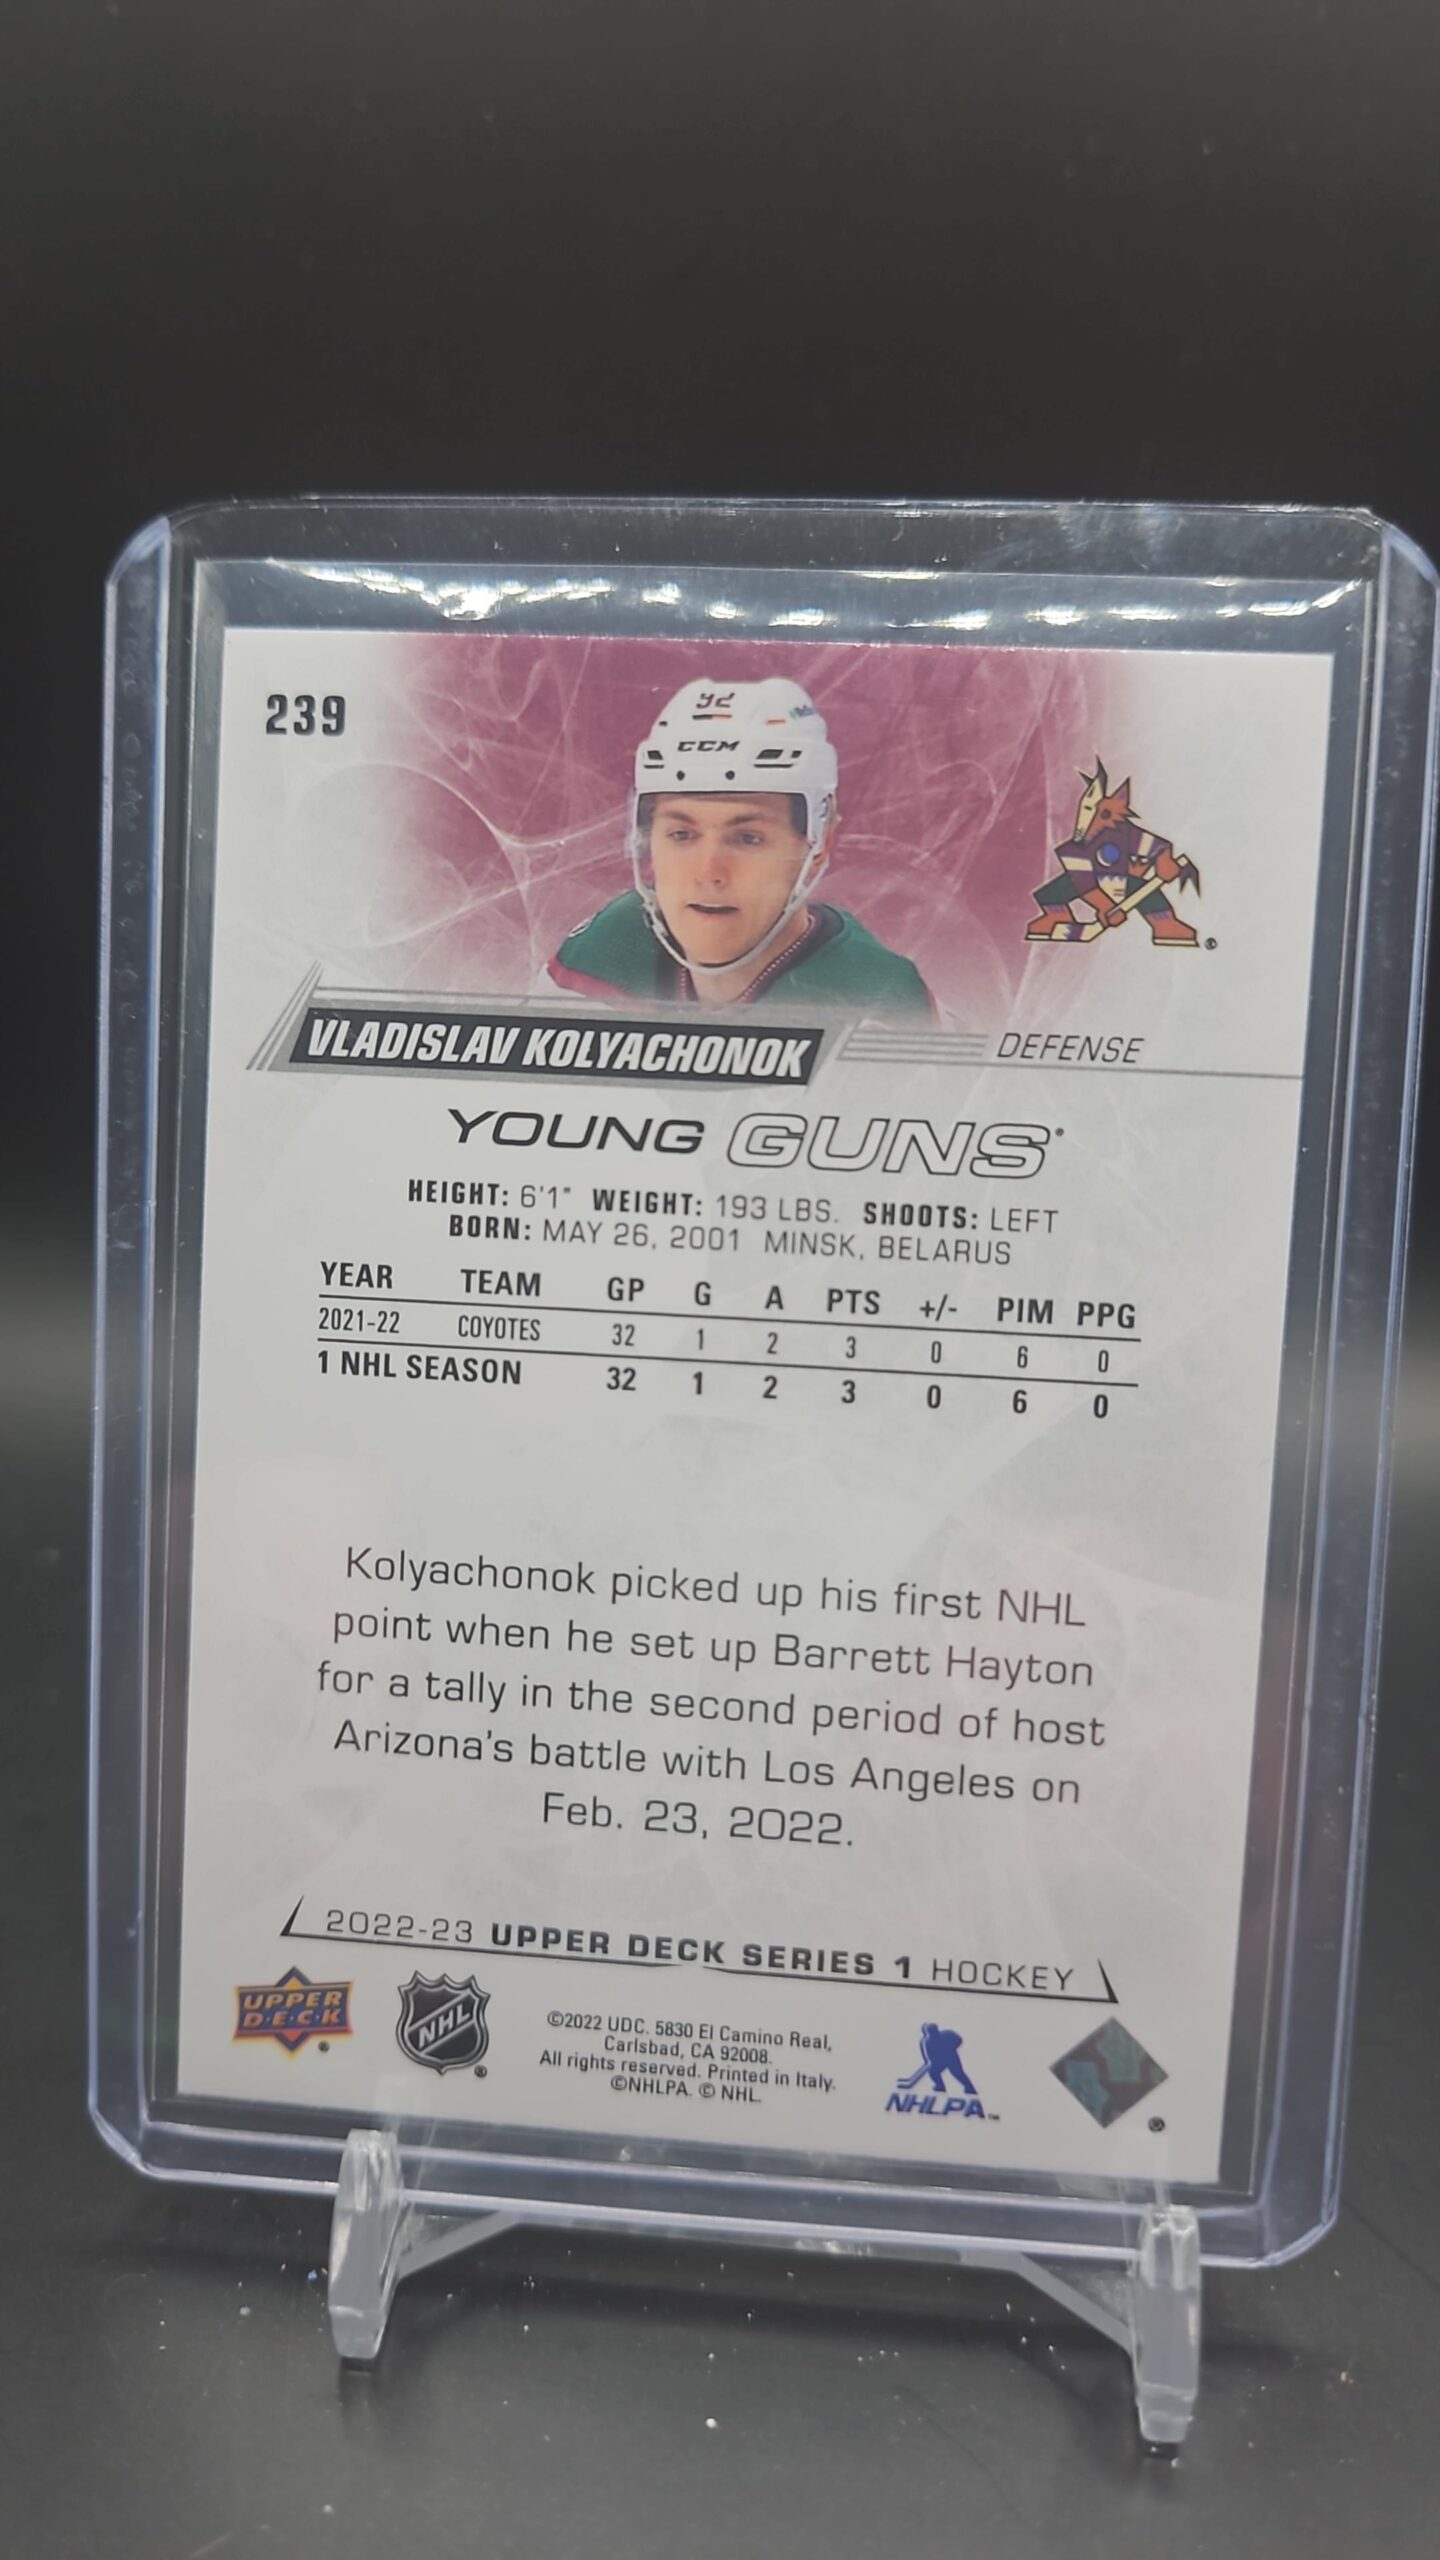 239
92
CCM
VLADISLAV KOLYACHONOK
DEFENSE
YOUNG GUNS
HEIGHT: 6'1" WEIGHT: 193 LBS. SHOOTS: LEFT
BORN: MAY 26, 2001 MINSK, BELARUS
YEAR TEAM GP G A PTS +/- PIM PPG
2021-22 COYOTES 32 1 2 3 0 6 0
1 NHL SEASON 32 1 2 3 0 6 0
Kolyachonok picked up his first NHL
point when he set up Barrett Hayton
for a tally in the second period of host
Arizona's battle with Los Angeles on
Feb. 23, 2022.
2022-23 UPPER DECK SERIES 1 HOCKEY
UPPER
D·E·C·K
®
NHL
®
©2022 UDC. 5830 El Camino Real,
Carlsbad, CA 92008.
All rights reserved. Printed in Italy.
©NHLPA. © NHL.
NHLPA™
®